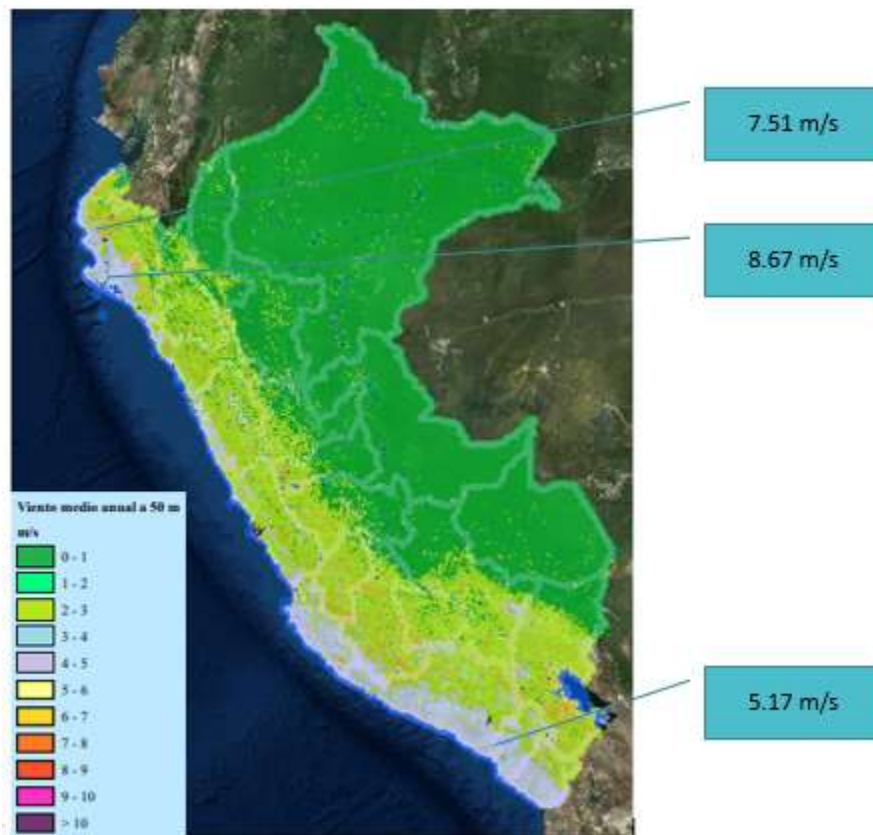 7.51 m/s
8.67 m/s
Viento medio anual a 50 m
m/s
0 - 1
1 - 2
2 - 3
3 - 4
4 - 5
5 - 6
6 - 7
7 - 8
8 - 9
9 - 10
> 10
5.17 m/s